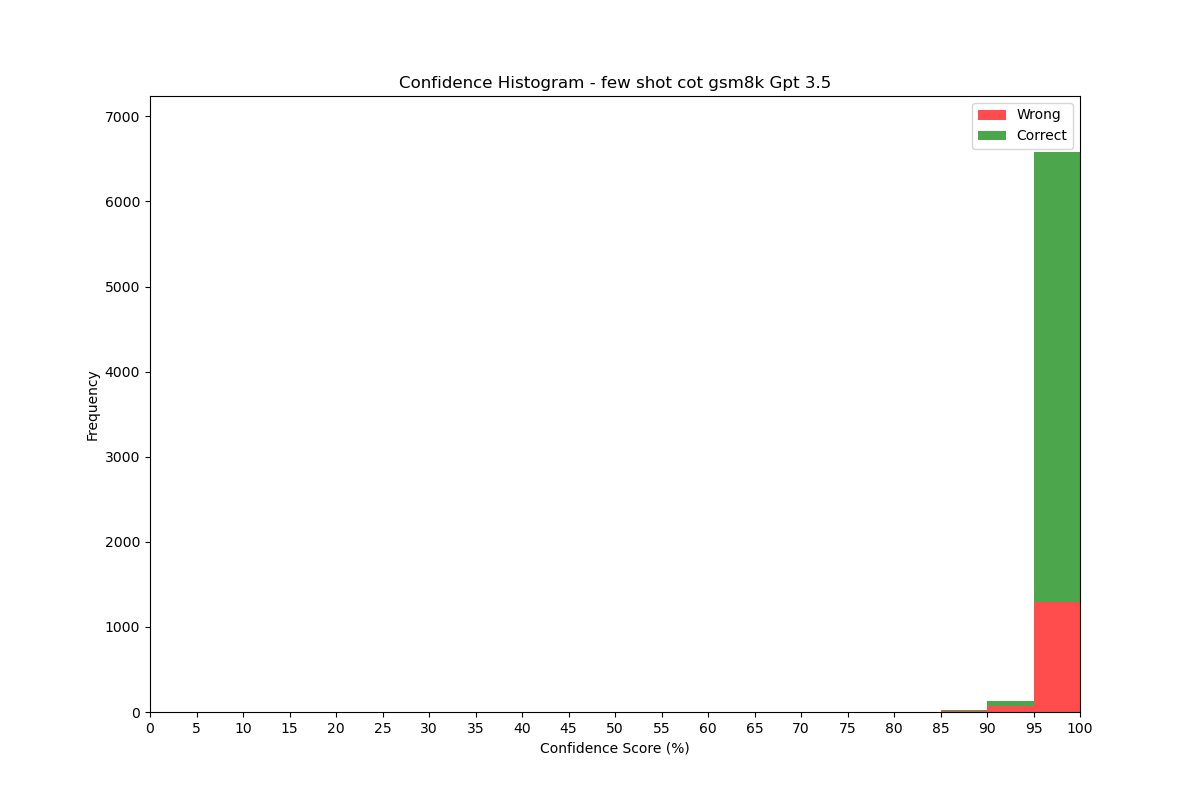 Confidence Histogram - few shot cot gsm8k Gpt 3.5
Wrong
Correct
7000
6000
5000
4000
3000
2000
1000
0
Frequency
0 5 10 15 20 25 30 35 40 45 50 55 60 65 70 75 80 85 90 95 100
Confidence Score (%)